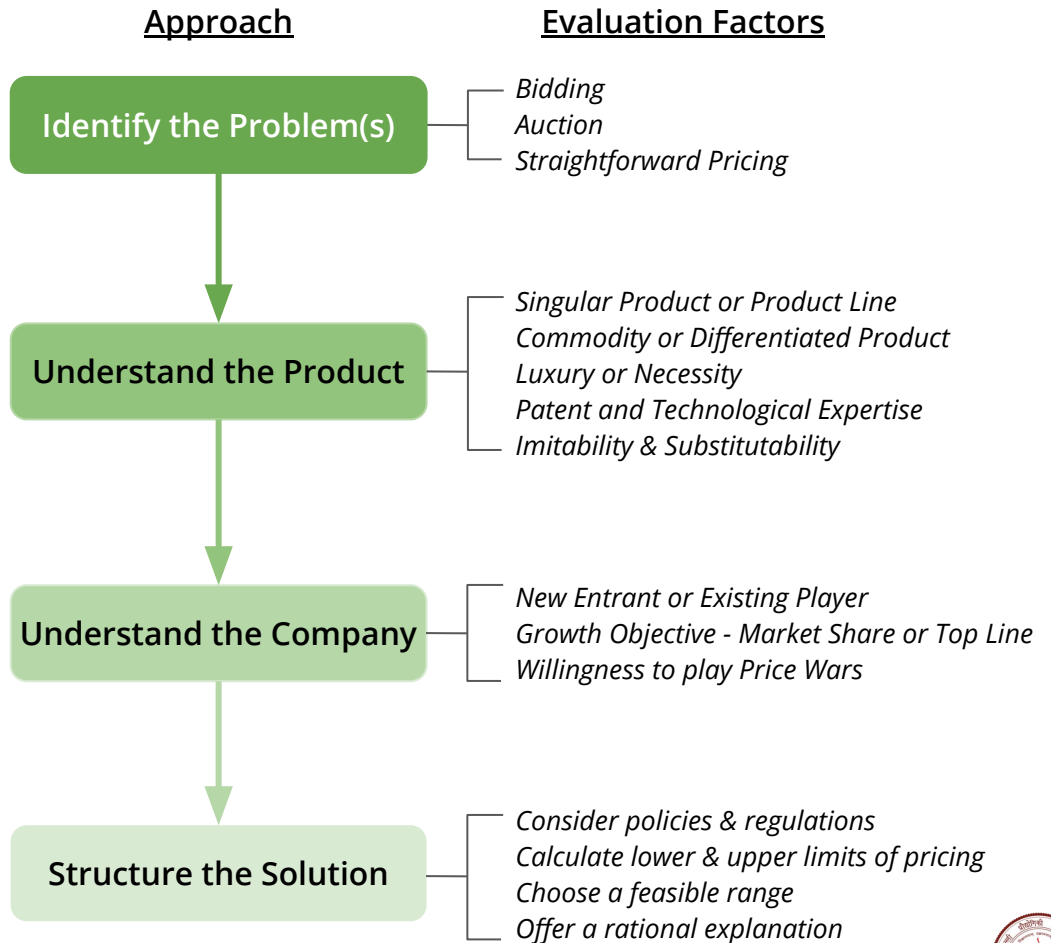 Approach
Evaluation Factors
Identify the Problem(s)
Bidding
Auction
Straightforward Pricing
Understand the Product
Singular Product or Product Line
Commodity or Differentiated Product
Luxury or Necessity
Patent and Technological Expertise
Imitability & Substitutability
Understand the Company
New Entrant or Existing Player
Growth Objective - Market Share or Top Line
Willingness to play Price Wars
Structure the Solution
Consider policies & regulations
Calculate lower & upper limits of pricing
Choose a feasible range
Offer a rational explanation